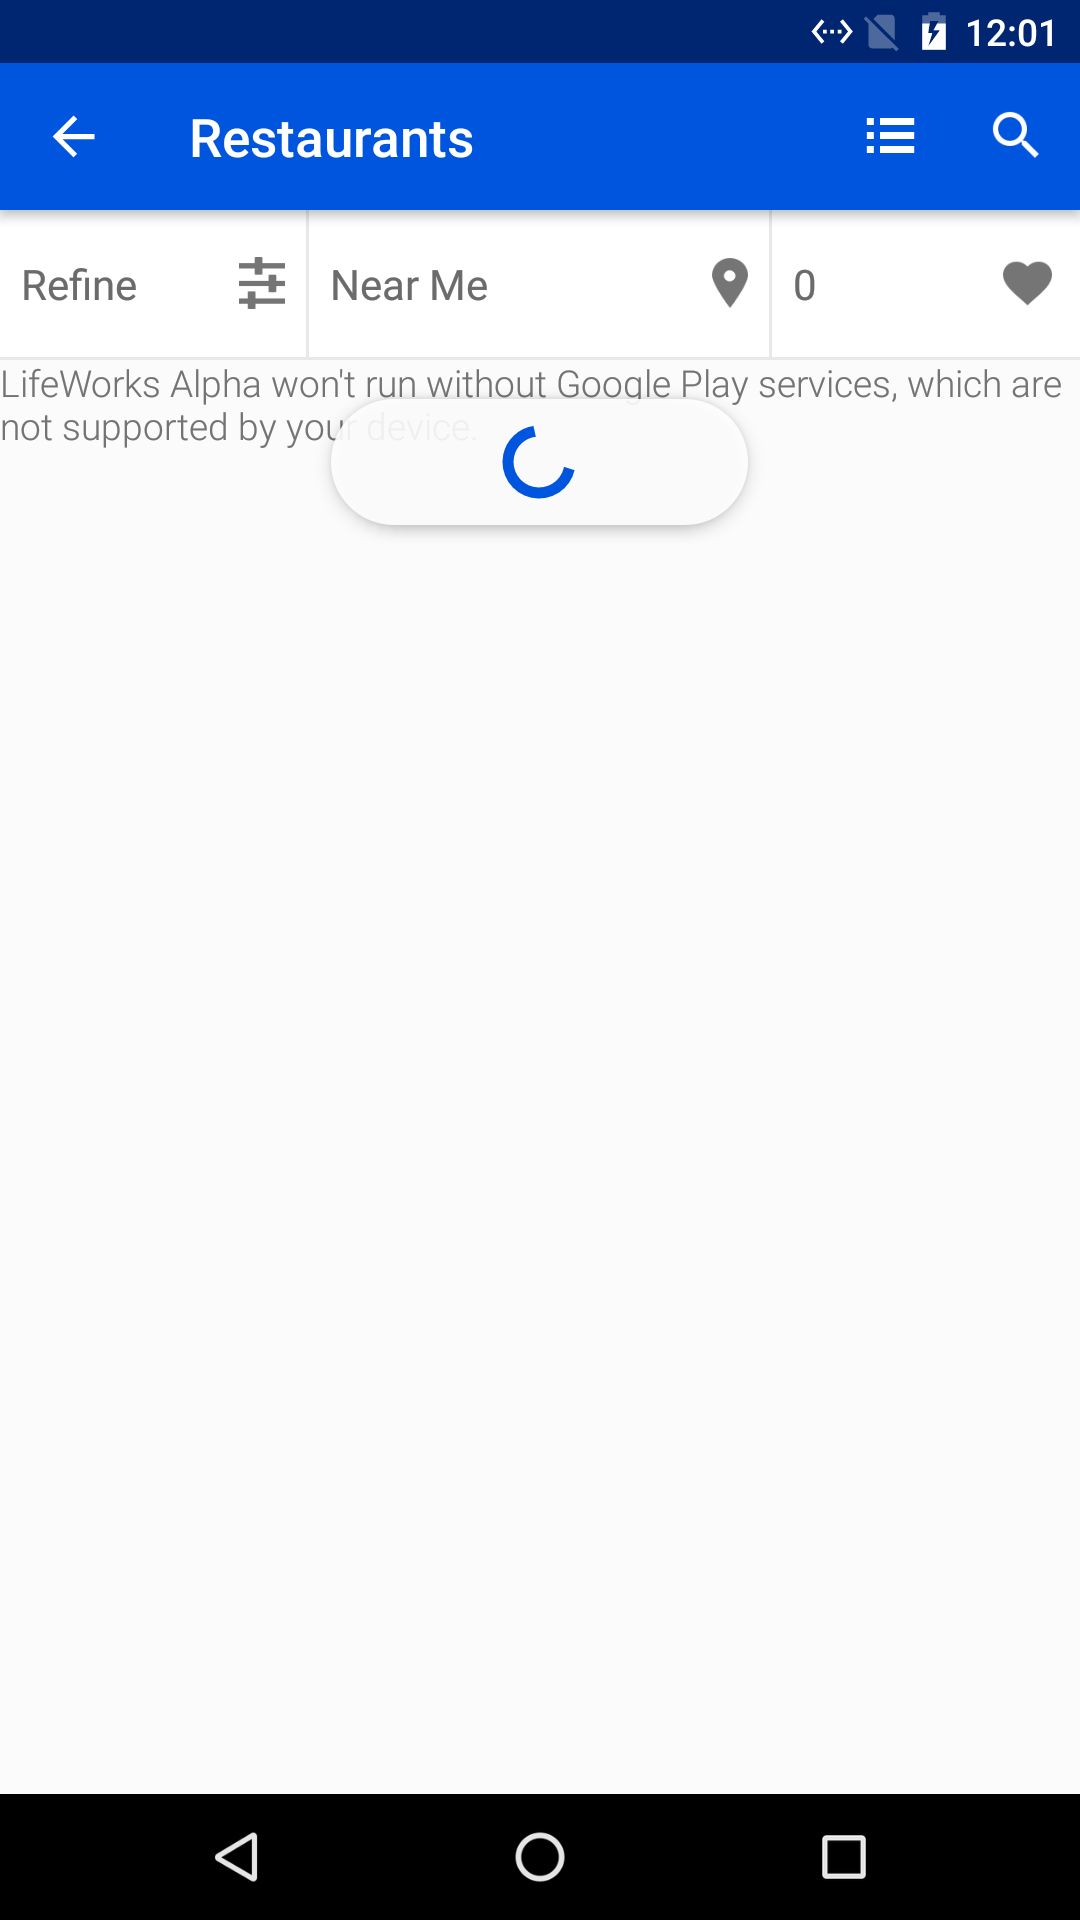 12:01
Restaurants
Refine Near Me 0
LifeWorks Alpha won't run without Google Play services, which are
not supported by your device.